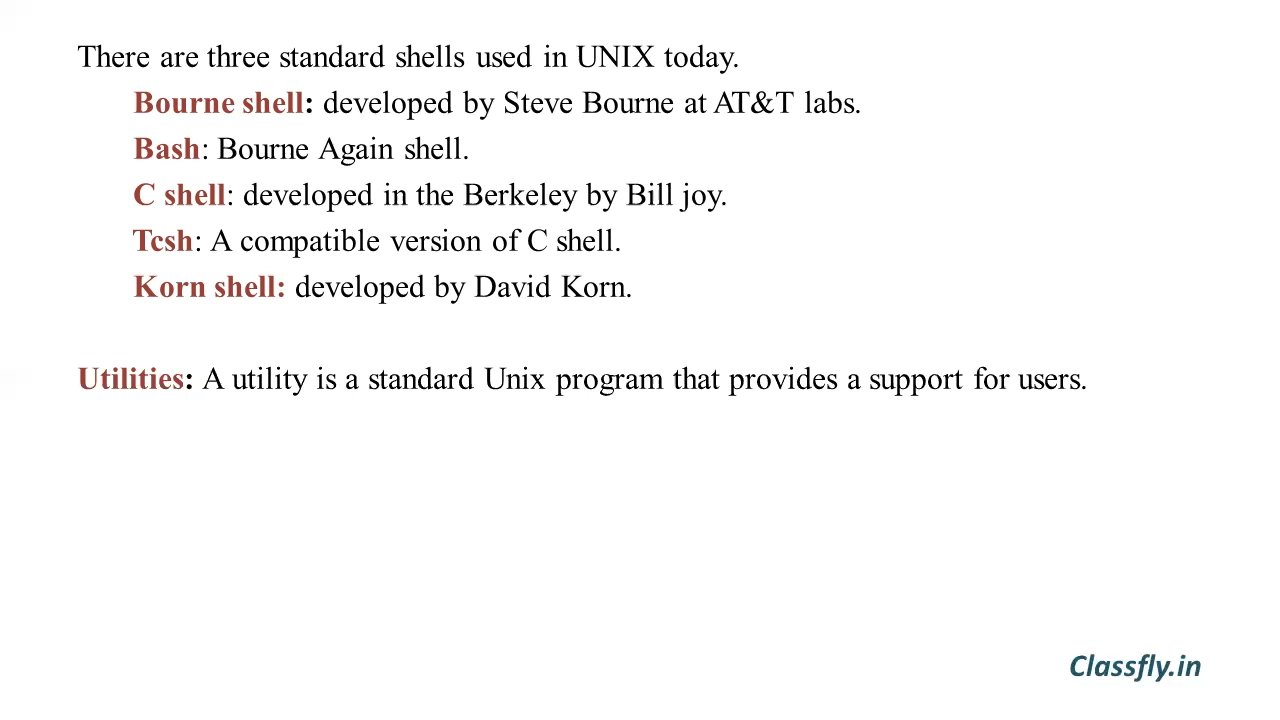 There are three standard shells used in UNIX today.
Bourne shell: developed by Steve Bourne at AT&T labs.
Bash: Bourne Again shell.
C shell: developed in the Berkeley by Bill joy.
Tcsh: A compatible version of C shell.
Korn shell: developed by David Korn.
Utilities: A utility is a standard Unix program that provides a support for users.
Classfly.in